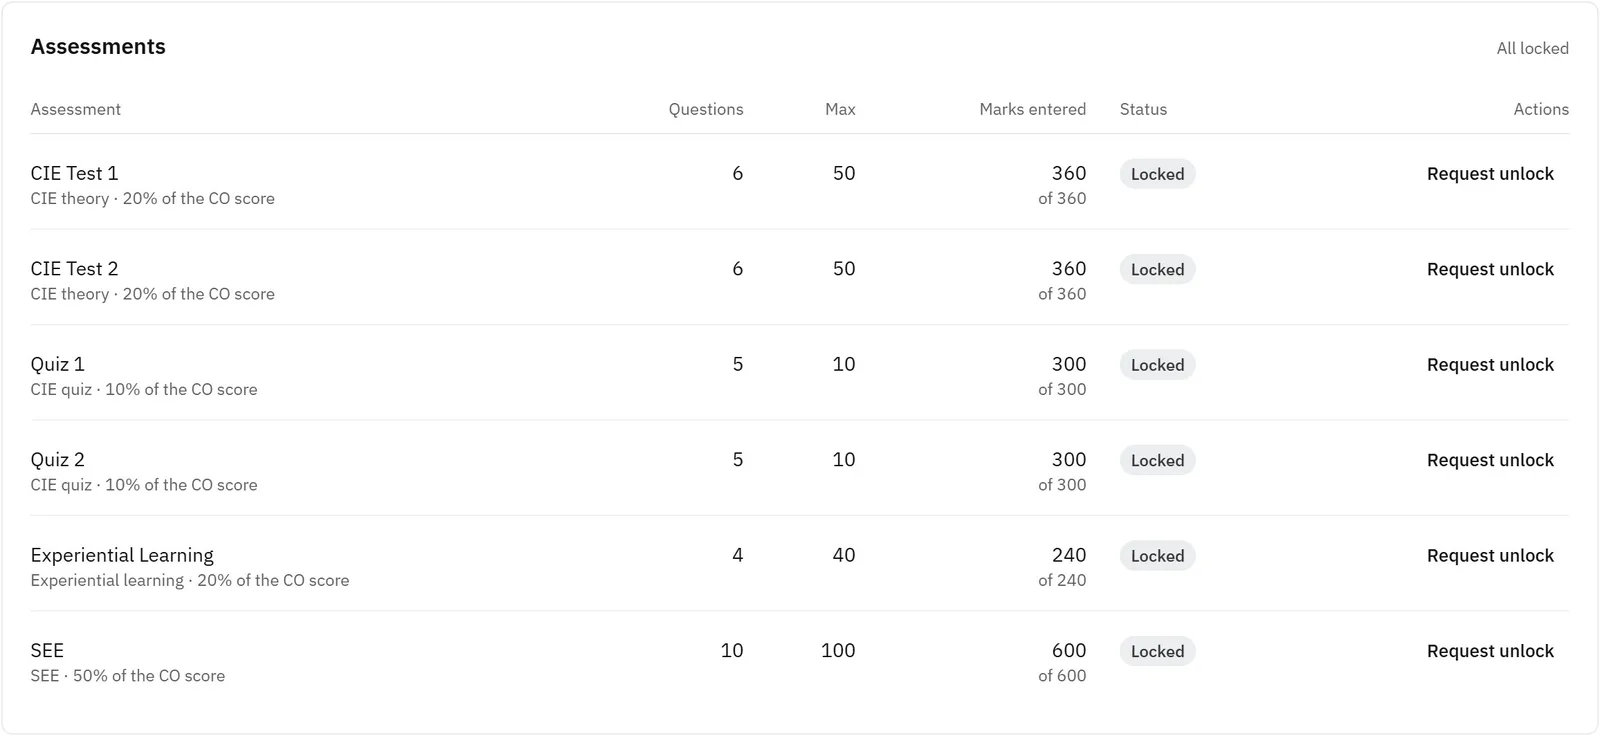 Assessments
All locked
Assessment Questions Max Marks entered Status Actions
CIE Test 1 6 50 360 Locked Request unlock
CIE theory · 20% of the CO score of 360
CIE Test 2 6 50 360 Locked Request unlock
CIE theory · 20% of the CO score of 360
Quiz 1 5 10 300 Locked Request unlock
CIE quiz · 10% of the CO score of 300
Quiz 2 5 10 300 Locked Request unlock
CIE quiz · 10% of the CO score of 300
Experiential Learning 4 40 240 Locked Request unlock
Experiential learning · 20% of the CO score of 240
SEE 10 100 600 Locked Request unlock
SEE · 50% of the CO score of 600